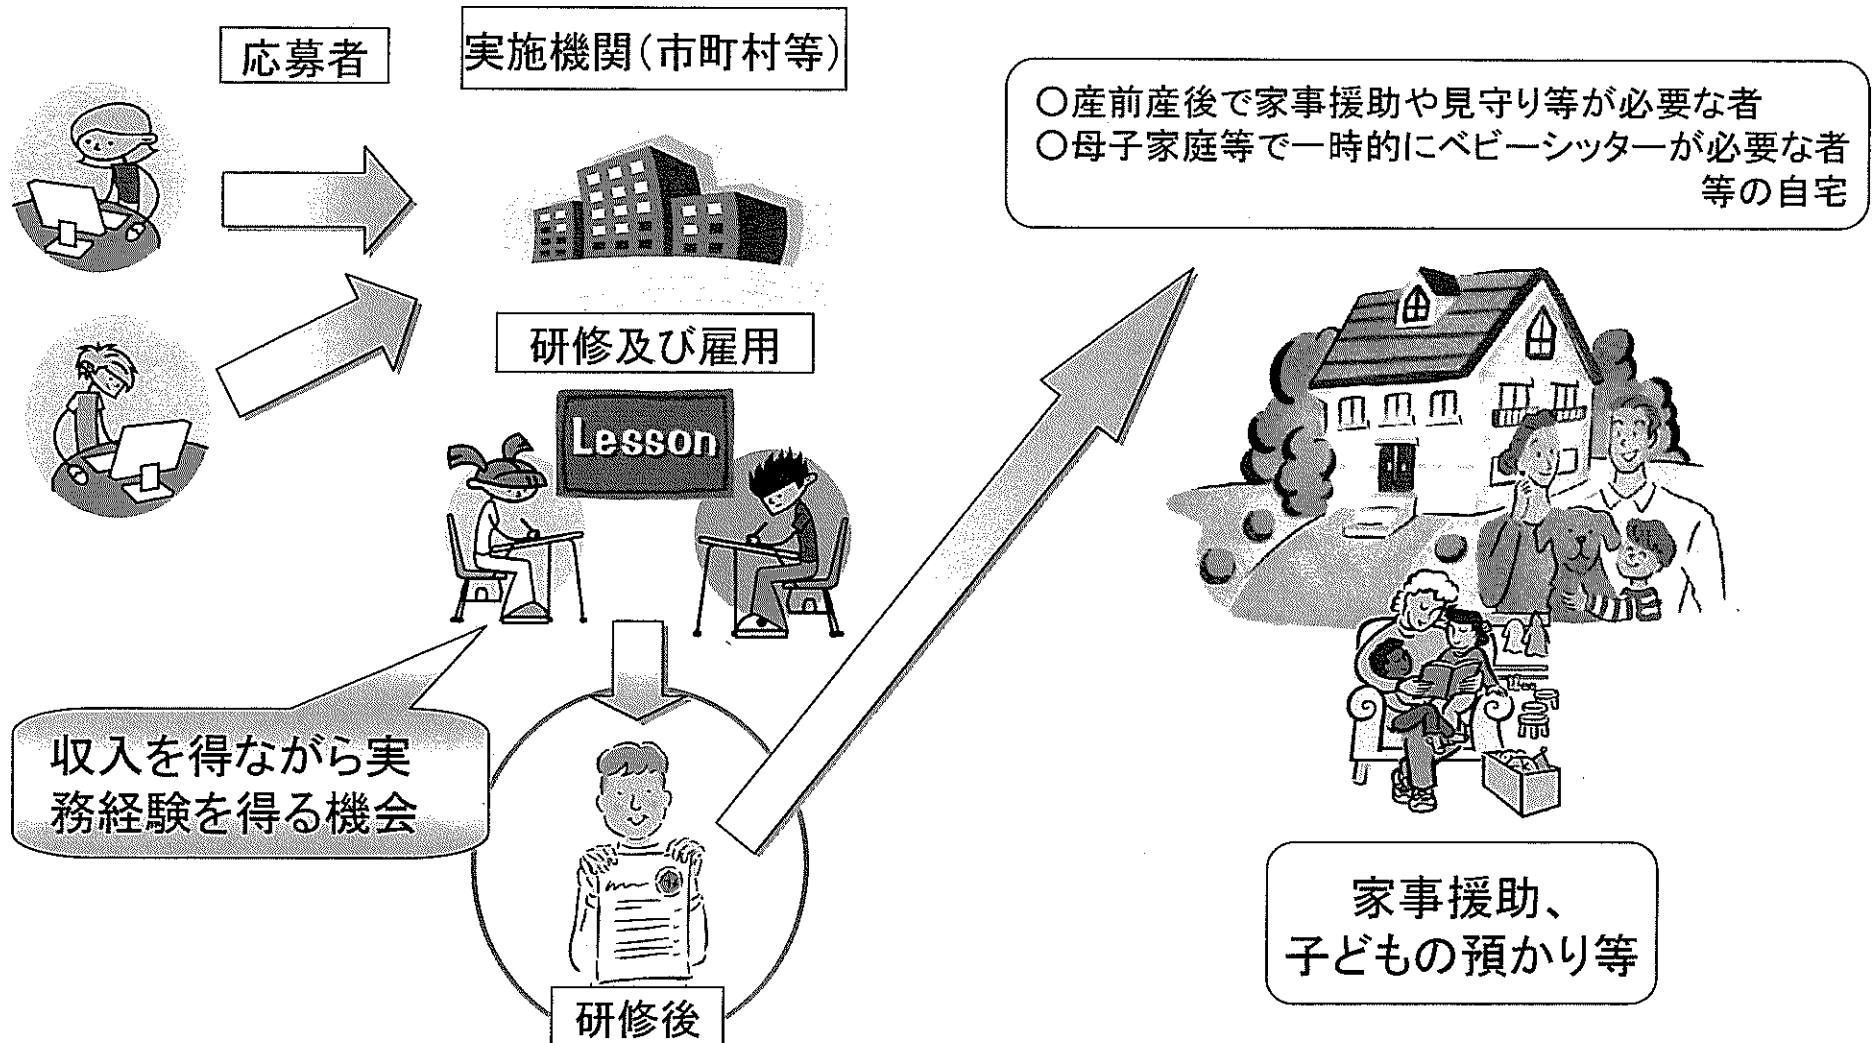 応募者
実施機関(市町村等)
○産前産後で家事援助や見守り等が必要な者
○母子家庭等で一時的にベビーシッターが必要な者
等の自宅
研修及び雇用
Lesson
収入を得ながら実
務経験を得る機会
研修後
家事援助、
子どもの預かり等